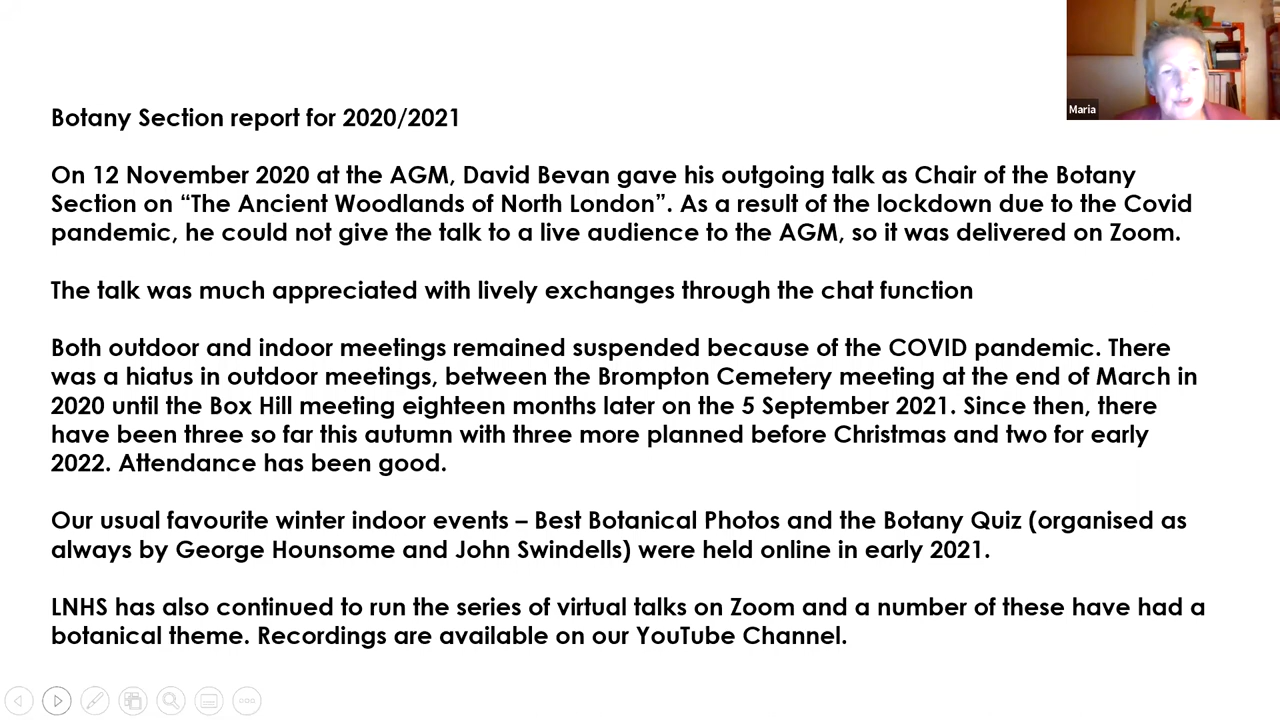 Maria
Botany Section report for 2020/2021
On 12 November 2020 at the AGM, David Bevan gave his outgoing talk as Chair of the Botany
Section on “The Ancient Woodlands of North London”. As a result of the lockdown due to the Covid
pandemic, he could not give the talk to a live audience to the AGM, so it was delivered on Zoom.
The talk was much appreciated with lively exchanges through the chat function
Both outdoor and indoor meetings remained suspended because of the COVID pandemic. There
was a hiatus in outdoor meetings, between the Brompton Cemetery meeting at the end of March in
2020 until the Box Hill meeting eighteen months later on the 5 September 2021. Since then, there
have been three so far this autumn with three more planned before Christmas and two for early
2022. Attendance has been good.
Our usual favourite winter indoor events – Best Botanical Photos and the Botany Quiz (organised as
always by George Hounsome and John Swindells) were held online in early 2021.
LNHS has also continued to run the series of virtual talks on Zoom and a number of these have had a
botanical theme. Recordings are available on our YouTube Channel.